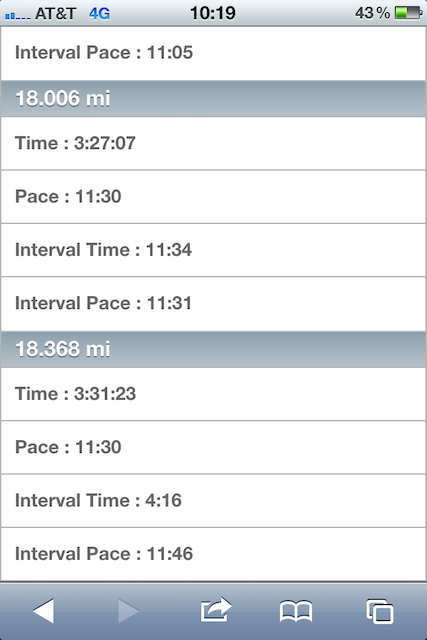 AT&T 4G 10:19 43%
Interval Pace : 11:05
18.006 mi
Time : 3:27:07
Pace : 11:30
Interval Time : 11:34
Interval Pace : 11:31
18.368 mi
Time : 3:31:23
Pace : 11:30
Interval Time : 4:16
Interval Pace : 11:46